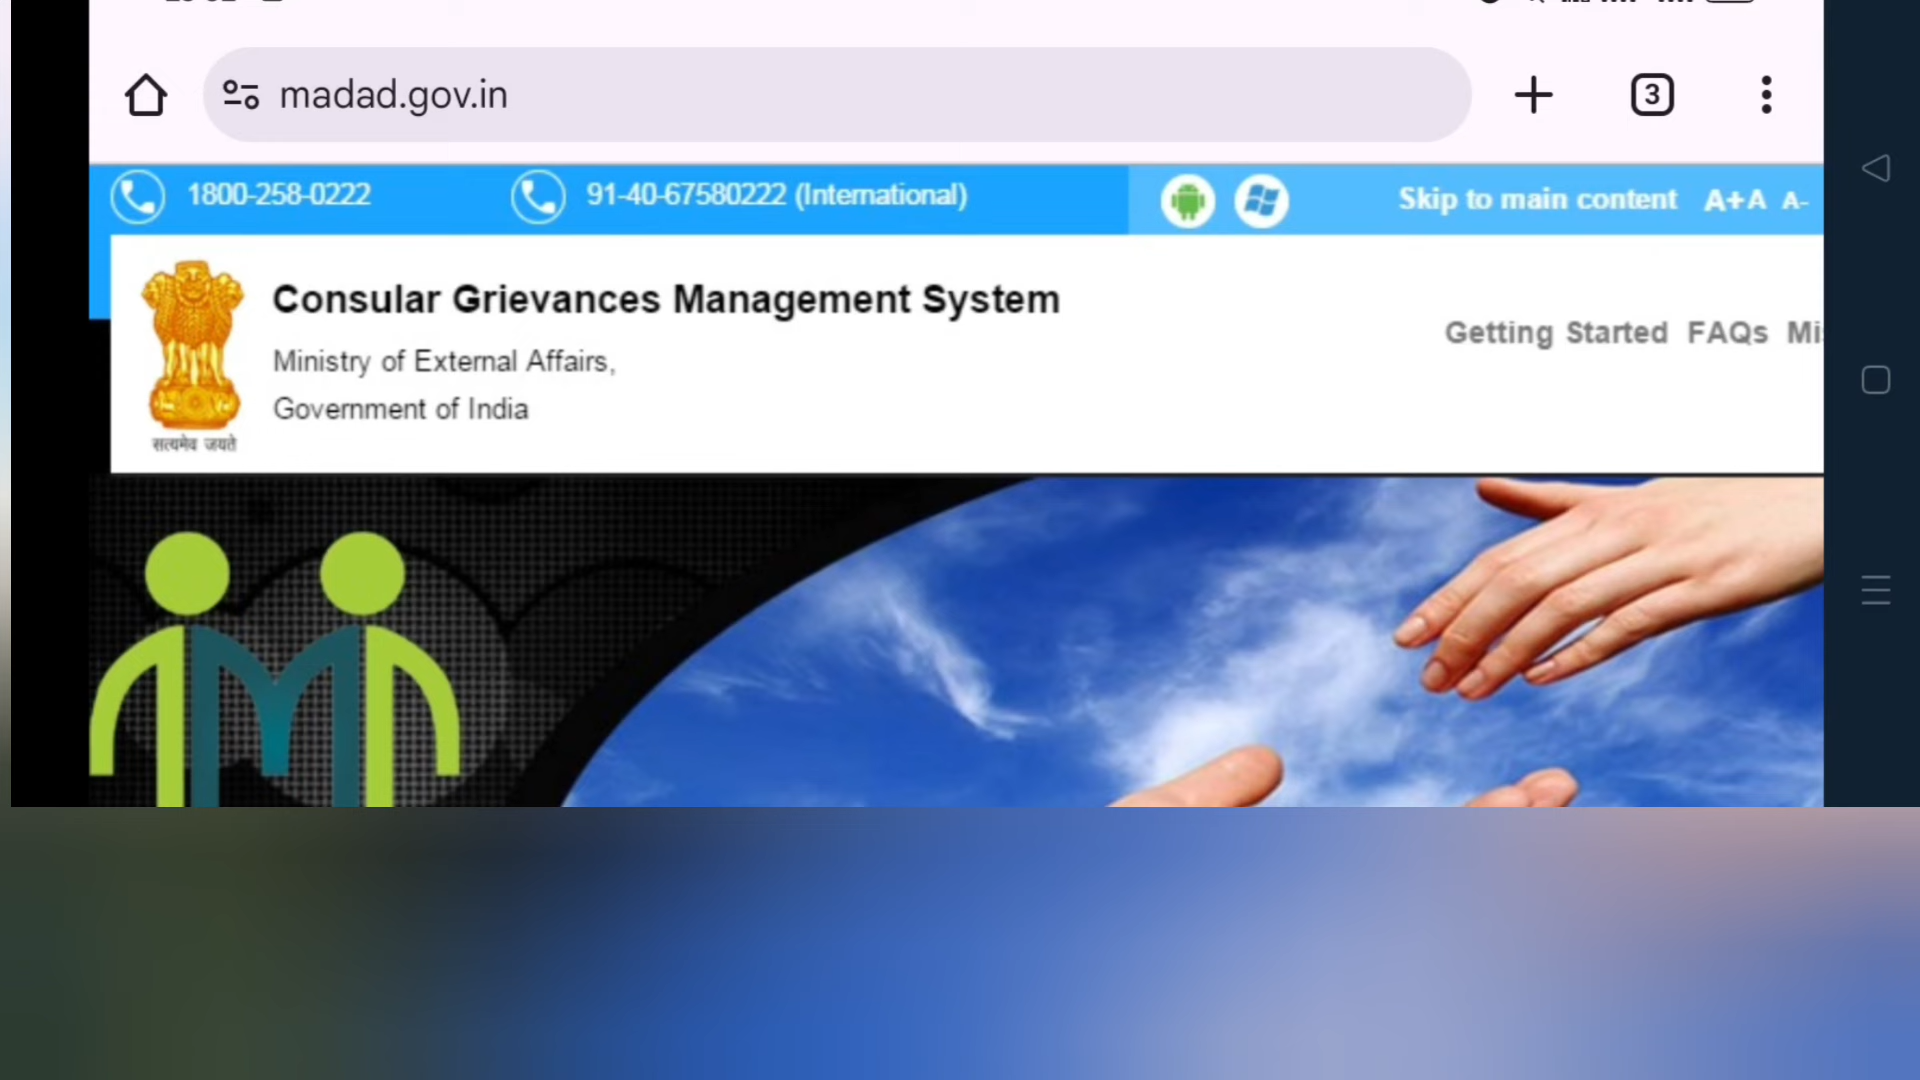 madad.gov.in
3
1800-258-0222
91-40-67580222 (International)
Skip to main content A+A A-
Consular Grievances Management System
Ministry of External Affairs,
Government of India
Getting Started FAQs
सत्यमेव जयते